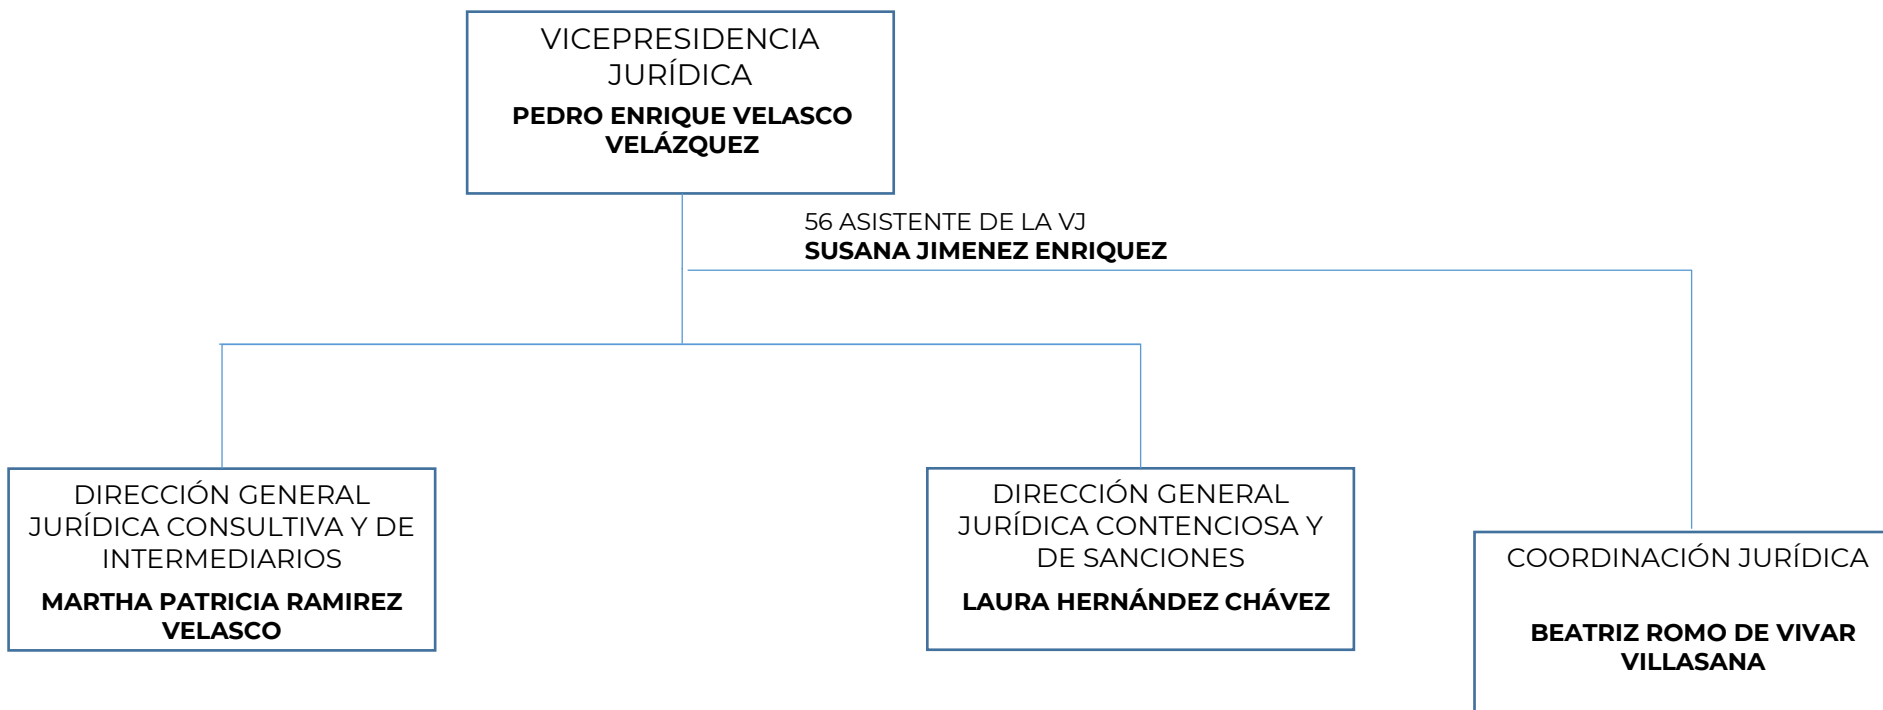 VICEPRESIDENCIA
JURÍDICA
PEDRO ENRIQUE VELASCO
VELÁZQUEZ
56 ASISTENTE DE LA VJ
SUSANA JIMENEZ ENRIQUEZ
DIRECCIÓN GENERAL
JURÍDICA CONSULTIVA Y DE
INTERMEDIARIOS
MARTHA PATRICIA RAMIREZ
VELASCO
DIRECCIÓN GENERAL
JURÍDICA CONTENCIOSA Y
DE SANCIONES
LAURA HERNÁNDEZ CHÁVEZ
COORDINACIÓN JURÍDICA
BEATRIZ ROMO DE VIVAR
VILLASANA